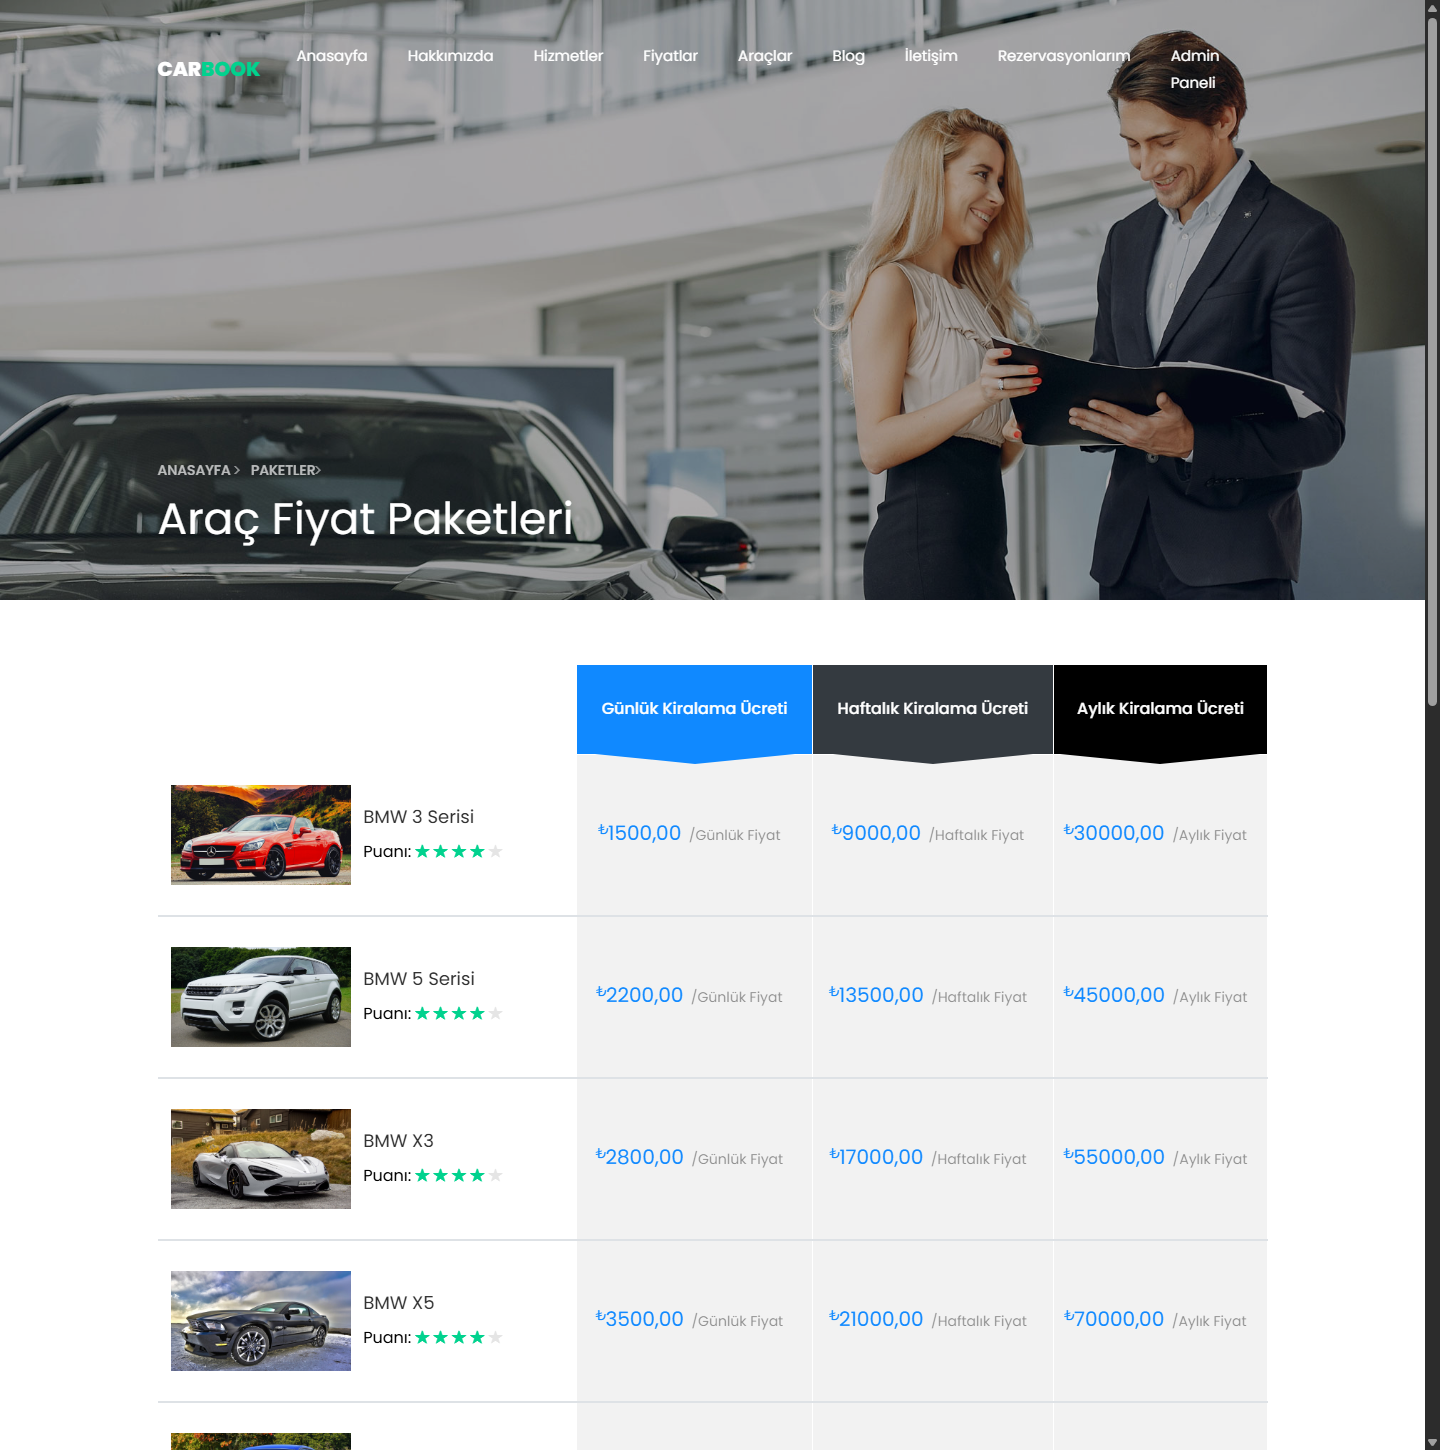 CARBOOK
Anasayfa Hakkımızda Hizmetler Fiyatlar Araçlar Blog İletişim Rezervasyonlarım Admin Paneli
ANASAYFA > PAKETLER>
Araç Fiyat Paketleri
Günlük Kiralama Ücreti Haftalık Kiralama Ücreti Aylık Kiralama Ücreti
BMW 3 Serisi
Puanı:
₺1500,00 /Günlük Fiyat ₺9000,00 /Haftalık Fiyat ₺30000,00 /Aylık Fiyat
BMW 5 Serisi
Puanı:
₺2200,00 /Günlük Fiyat ₺13500,00 /Haftalık Fiyat ₺45000,00 /Aylık Fiyat
BMW X3
Puanı:
₺2800,00 /Günlük Fiyat ₺17000,00 /Haftalık Fiyat ₺55000,00 /Aylık Fiyat
BMW X5
Puanı:
₺3500,00 /Günlük Fiyat ₺21000,00 /Haftalık Fiyat ₺70000,00 /Aylık Fiyat